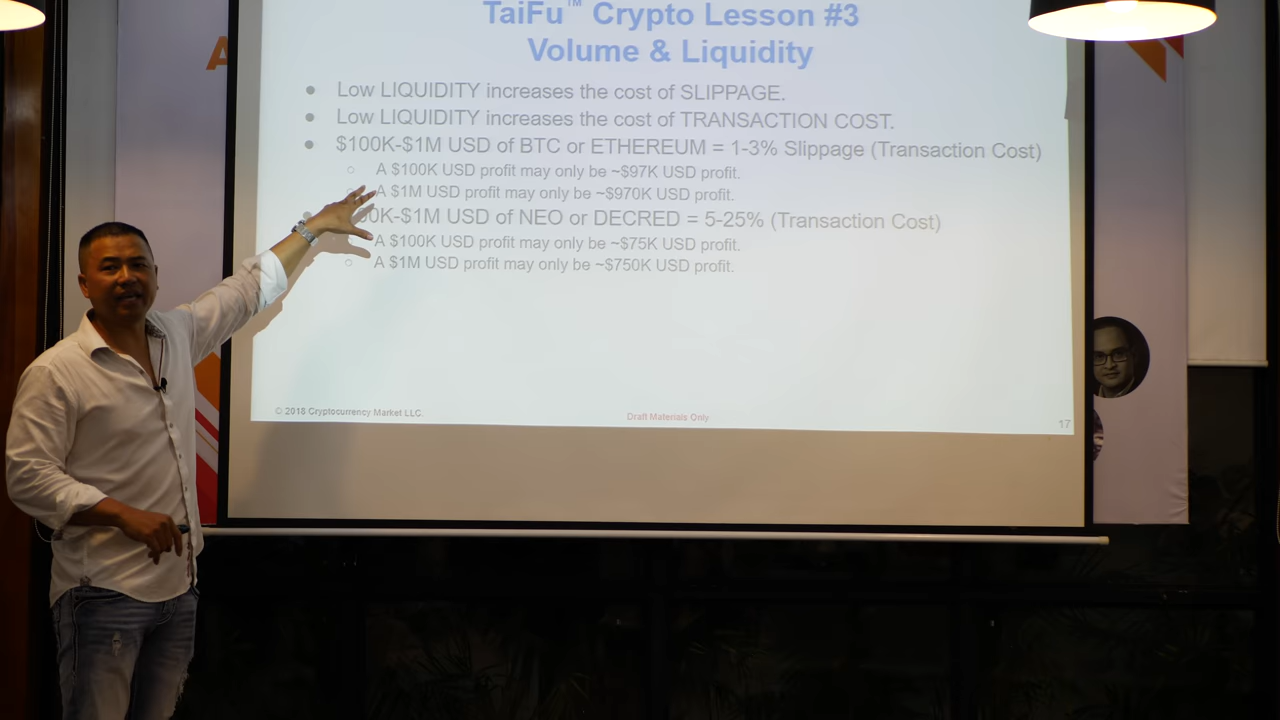 TaiFu™ Crypto Lesson #3
Volume & Liquidity
● Low LIQUIDITY increases the cost of SLIPPAGE.
● Low LIQUIDITY increases the cost of TRANSACTION COST.
● $100K-$1M USD of BTC or ETHEREUM = 1-3% Slippage (Transaction Cost)
○ A $100K USD profit may only be ~$97K USD profit.
○ A $1M USD profit may only be ~$970K USD profit.
00K-$1M USD of NEO or DECRED = 5-25% (Transaction Cost)
A $100K USD profit may only be ~$75K USD profit.
○ A $1M USD profit may only be ~$750K USD profit.
© 2018 Cryptocurrency Market LLC.
Draft Materials Only
17
A